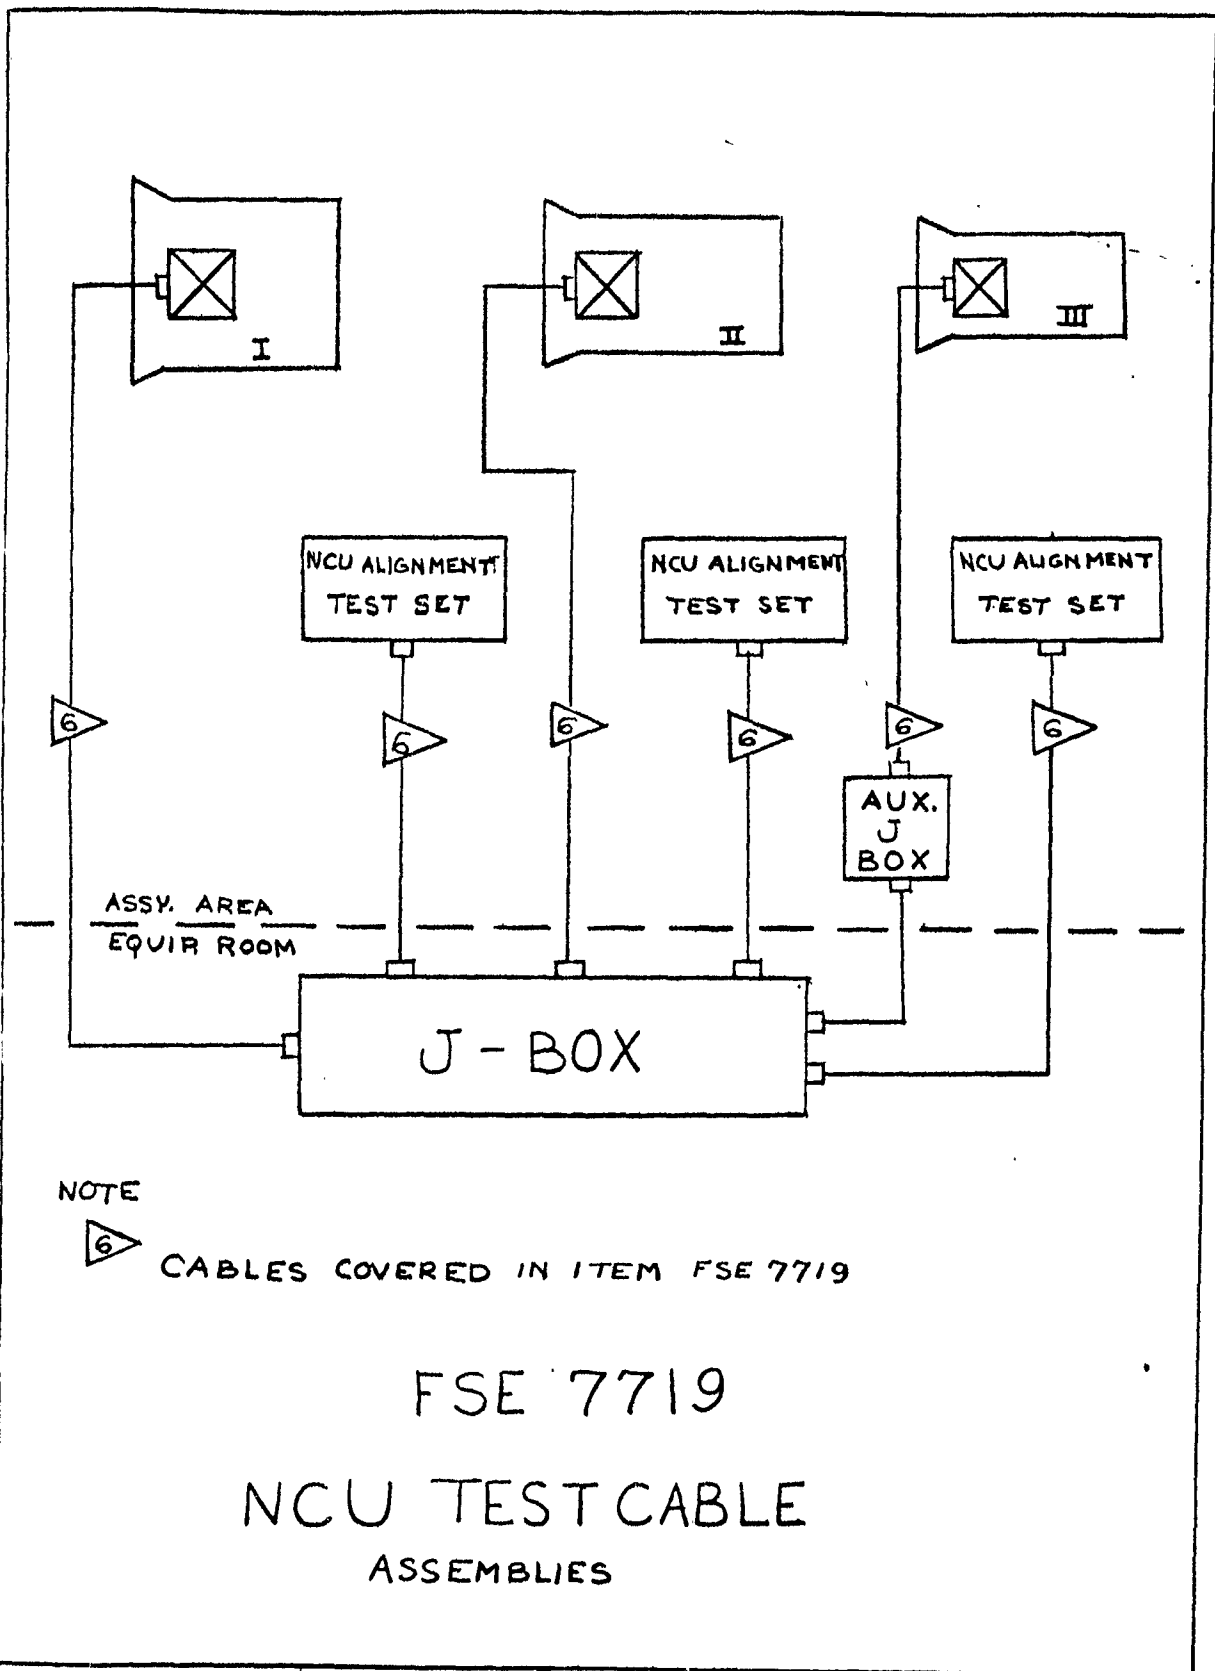 I
II
III
NCU ALIGNMENT
TEST SET
NCU ALIGNMENT
TEST SET
NCU ALIGNMENT
TEST SET
6
6
6
6
6
6
AUX.
J
BOX
ASSY. AREA
EQUIP ROOM
J-BOX
NOTE
6 CABLES COVERED IN ITEM FSE 7719
FSE 7719
NCU TEST CABLE
ASSEMBLIES